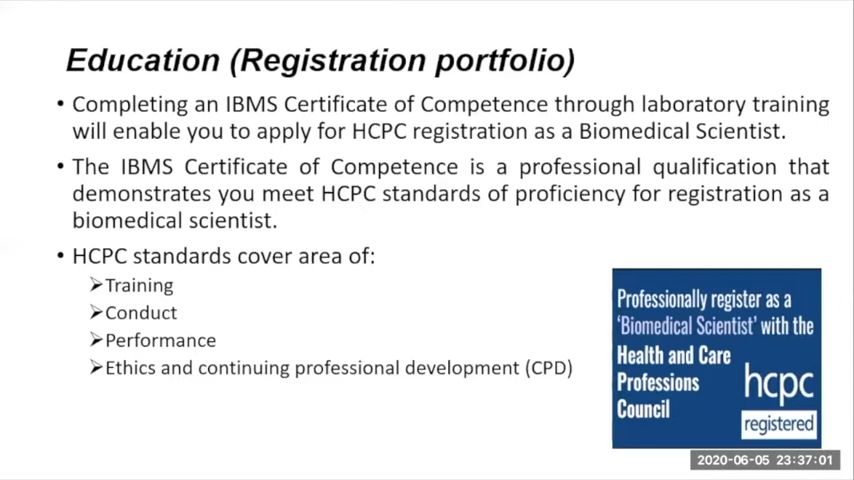 Education (Registration portfolio)
• Completing an IBMS Certificate of Competence through laboratory training
will enable you to apply for HCPC registration as a Biomedical Scientist.
• The IBMS Certificate of Competence is a professional qualification that
demonstrates you meet HCPC standards of proficiency for registration as a
biomedical scientist.
• HCPC standards cover area of:
➢Training
➢Conduct
➢Performance
➢Ethics and continuing professional development (CPD)
Professionally register as a
'Biomedical Scientist' with the
Health and Care
Professions
Council
hcpc
registered
2020-06-05 23:37:01